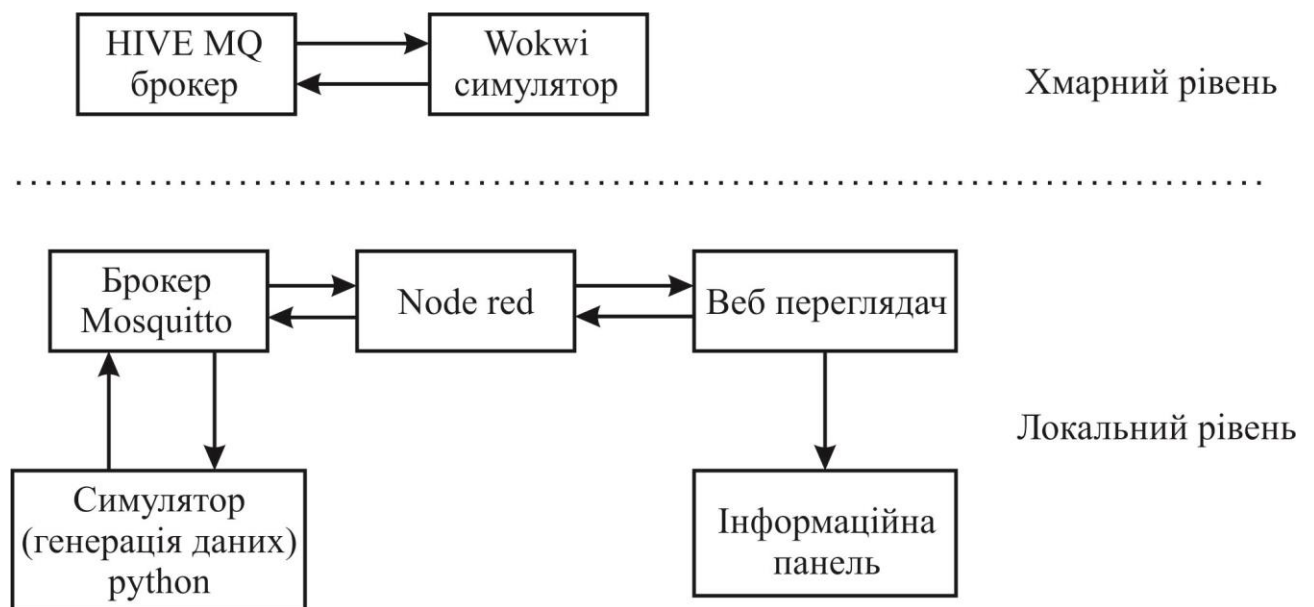 HIVE MQ
брокер
Wokwi
симулятор
Хмарний рівень
Брокер
Mosquitto
Node red
Веб переглядач
Локальний рівень
Симулятор
(генерація даних)
python
Інформаційна
панель